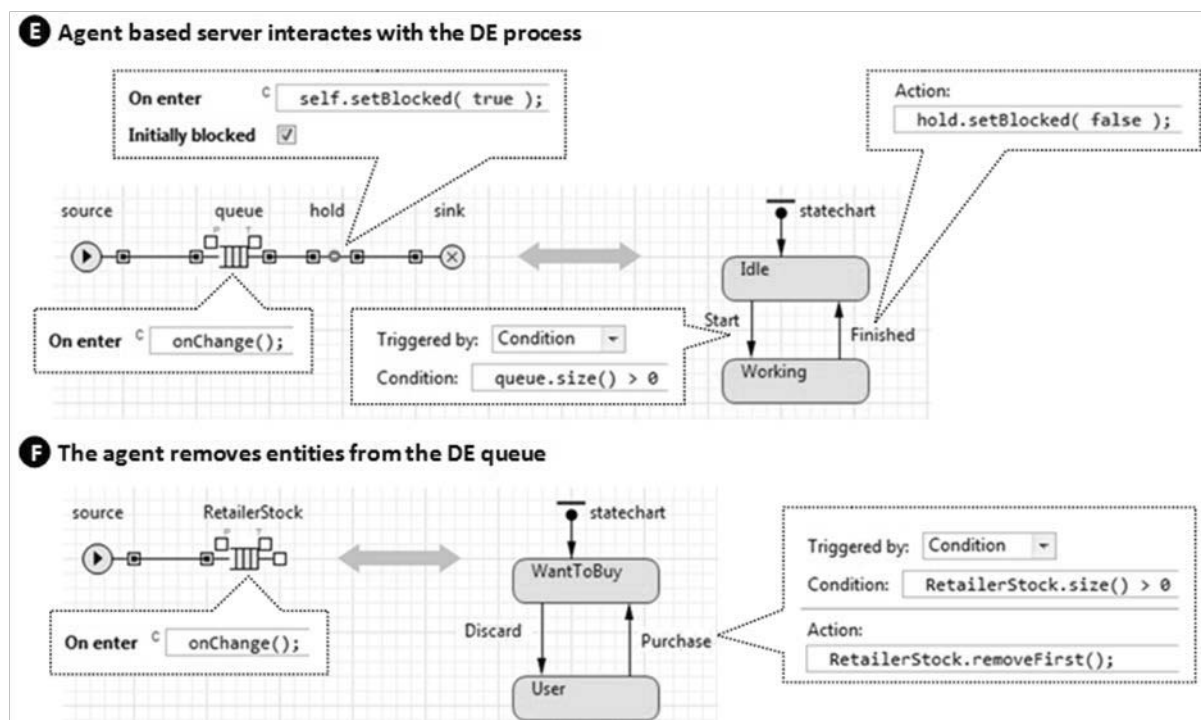 E Agent based server interactes with the DE process
On enter C self.setBlocked( true );
Initially blocked
Action:
hold.setBlocked( false );
source queue hold sink
P T
statechart
Idle
On enter C onChange();
Triggered by: Condition
Condition: queue.size() > 0
Start
Finished
Working
F The agent removes entities from the DE queue
source RetailerStock
P T
statechart
WantToBuy
On enter C onChange();
Discard
Purchase
User
Triggered by: Condition
Condition: RetailerStock.size() > 0
Action:
RetailerStock.removeFirst();